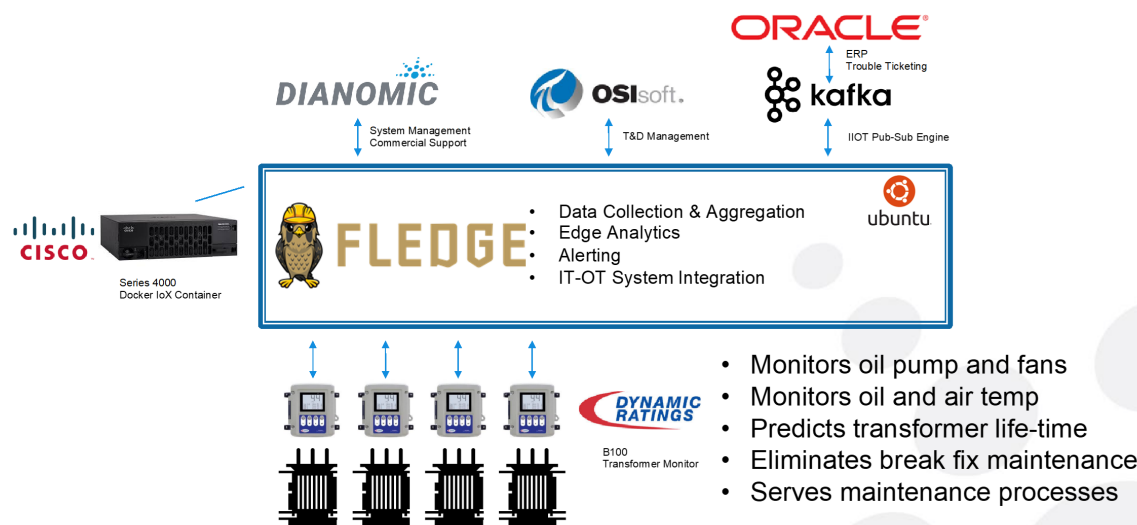 ORACLE
ERP
Trouble Ticketing
DIANOMIC
OSIsoft.
kafka
System Management
Commercial Support
T&D Management
IIOT Pub-Sub Engine
FLEDGE
• Data Collection & Aggregation
• Edge Analytics
• Alerting
• IT-OT System Integration
ubuntu
CISCO
Series 4000
Docker IoX Container
DYNAMIC
RATINGS
B100
Transformer Monitor
• Monitors oil pump and fans
• Monitors oil and air temp
• Predicts transformer life-time
• Eliminates break fix maintenance
• Serves maintenance processes